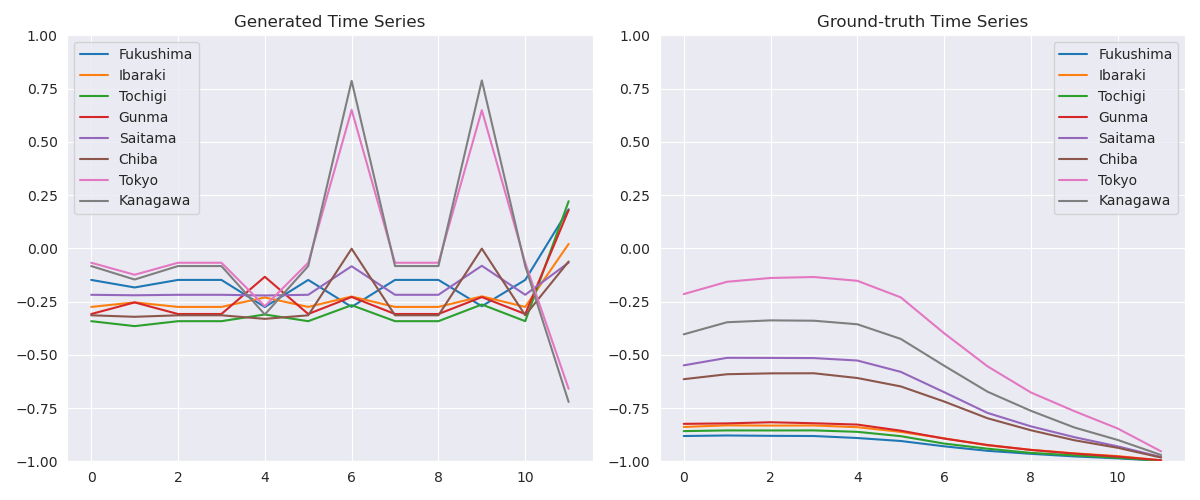 Generated Time Series
1.00
0.75
0.50
0.25
0.00
−0.25
−0.50
−0.75
−1.00
0 2 4 6 8 10
Fukushima
Ibaraki
Tochigi
Gunma
Saitama
Chiba
Tokyo
Kanagawa
Ground-truth Time Series
1.00
0.75
0.50
0.25
0.00
−0.25
−0.50
−0.75
−1.00
0 2 4 6 8 10
Fukushima
Ibaraki
Tochigi
Gunma
Saitama
Chiba
Tokyo
Kanagawa